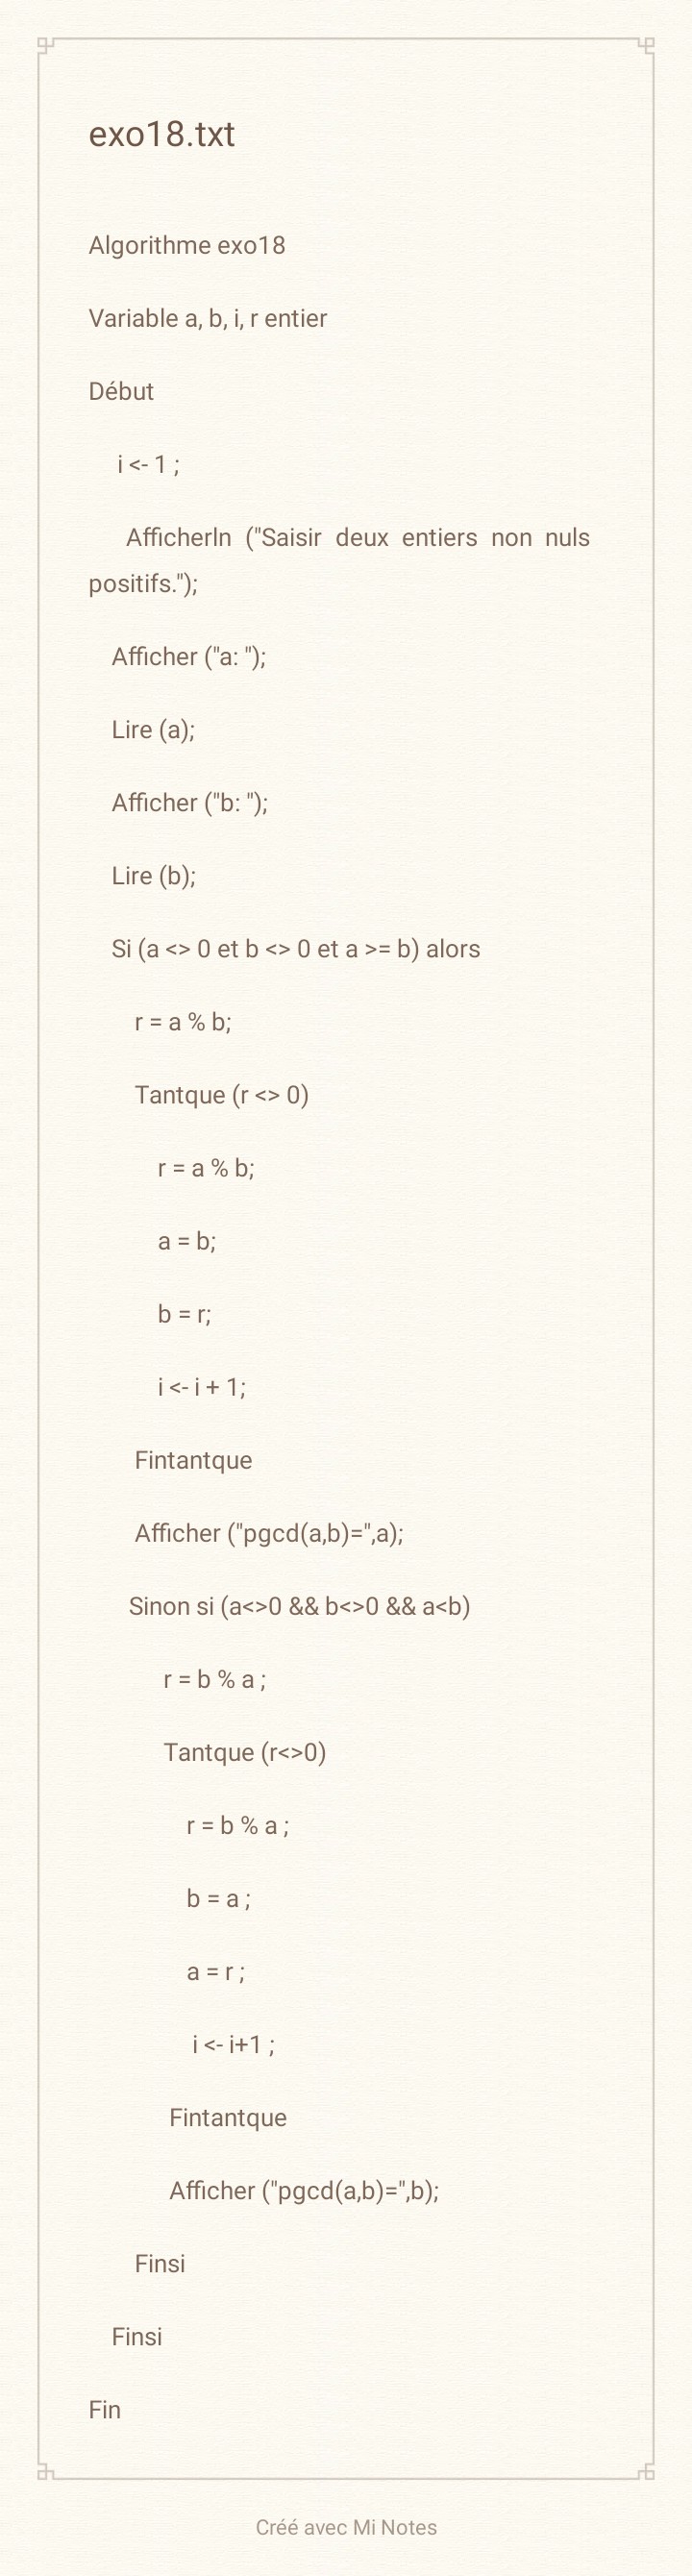 exo18.txt
Algorithme exo18
Variable a, b, i, r entier
Début
i <- 1 ;
Afficherln ("Saisir deux entiers non nuls
positifs.");
Afficher ("a: ");
Lire (a);
Afficher ("b: ");
Lire (b);
Si (a <> 0 et b <> 0 et a >= b) alors
r = a % b;
Tantque (r <> 0)
r = a % b;
a = b;
b = r;
i <- i + 1;
Fintantque
Afficher ("pgcd(a,b)=",a);
Sinon si (a<>0 && b<>0 && a<b)
r = b % a ;
Tantque (r<>0)
r = b % a ;
b = a ;
a = r ;
i <- i+1 ;
Fintantque
Afficher ("pgcd(a,b)=",b);
Finsi
Finsi
Fin
Créé avec Mi Notes